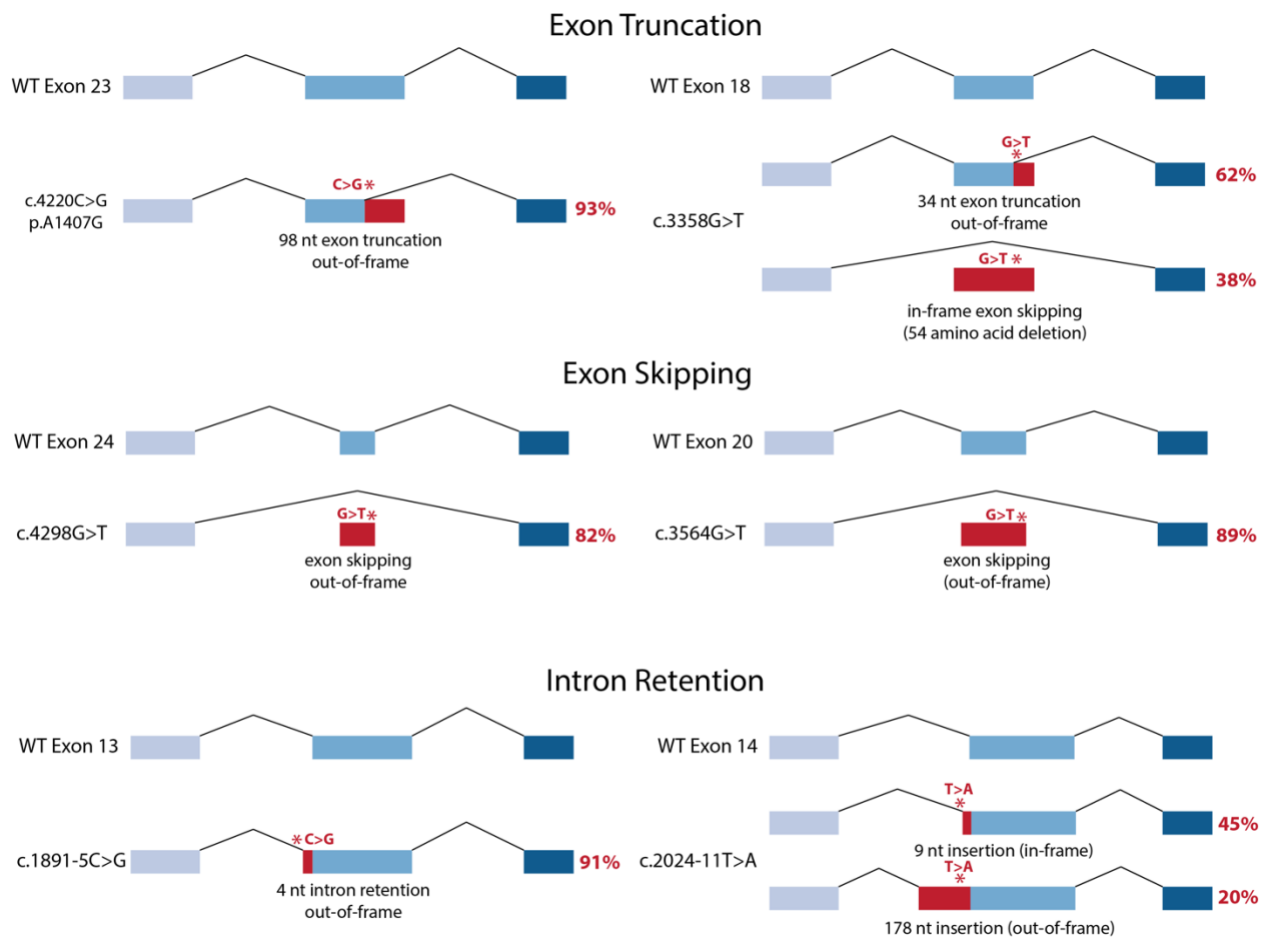 Exon Truncation
WT Exon 23
WT Exon 18
c.4220C>G
p.A1407G
C>G*
93%
98 nt exon truncation
out-of-frame
c.3358G>T
G>T
*
62%
34 nt exon truncation
out-of-frame
G>T *
38%
in-frame exon skipping
(54 amino acid deletion)
Exon Skipping
WT Exon 24
WT Exon 20
c.4298G>T
G>T*
82%
exon skipping
out-of-frame
c.3564G>T
G>T*
89%
exon skipping
(out-of-frame)
Intron Retention
WT Exon 13
WT Exon 14
c.1891-5C>G
*C>G
91%
4 nt intron retention
out-of-frame
c.2024-11T>A
T>A
*
45%
9 nt insertion (in-frame)
T>A
*
20%
178 nt insertion (out-of-frame)